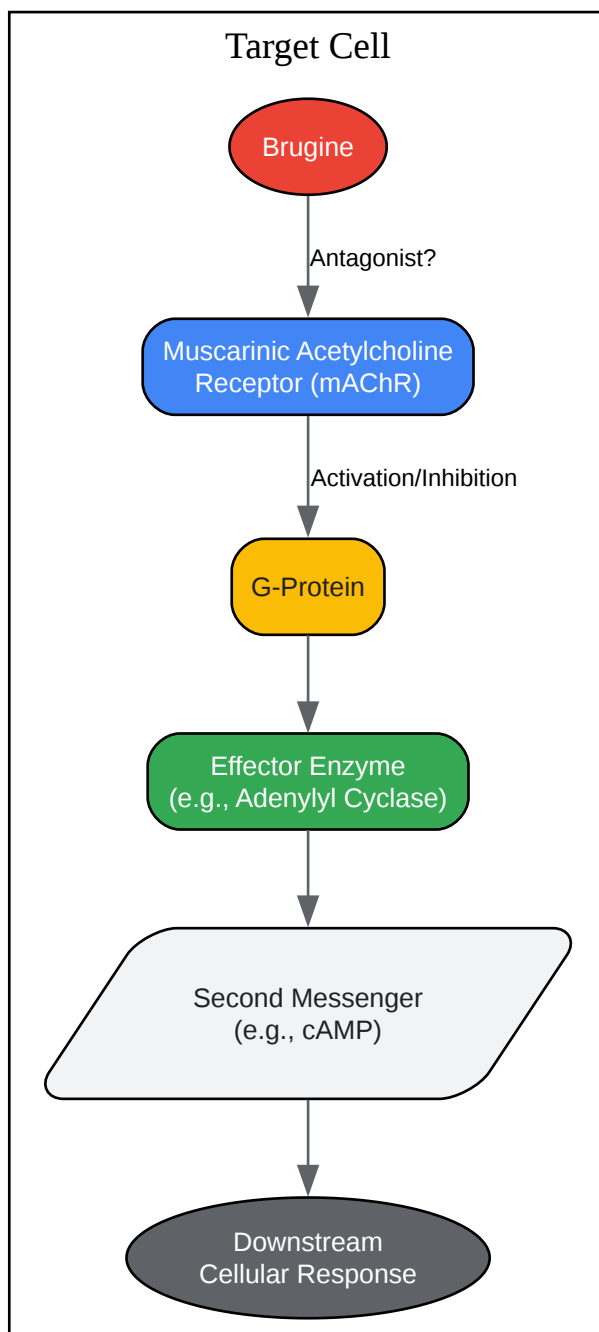 Target Cell
Brugine
Antagonist?
Muscarinic Acetylcholine
Receptor (mAChR)
Activation/Inhibition
G-Protein
Effector Enzyme
(e.g., Adenylyl Cyclase)
Second Messenger
(e.g., cAMP)
Downstream
Cellular Response